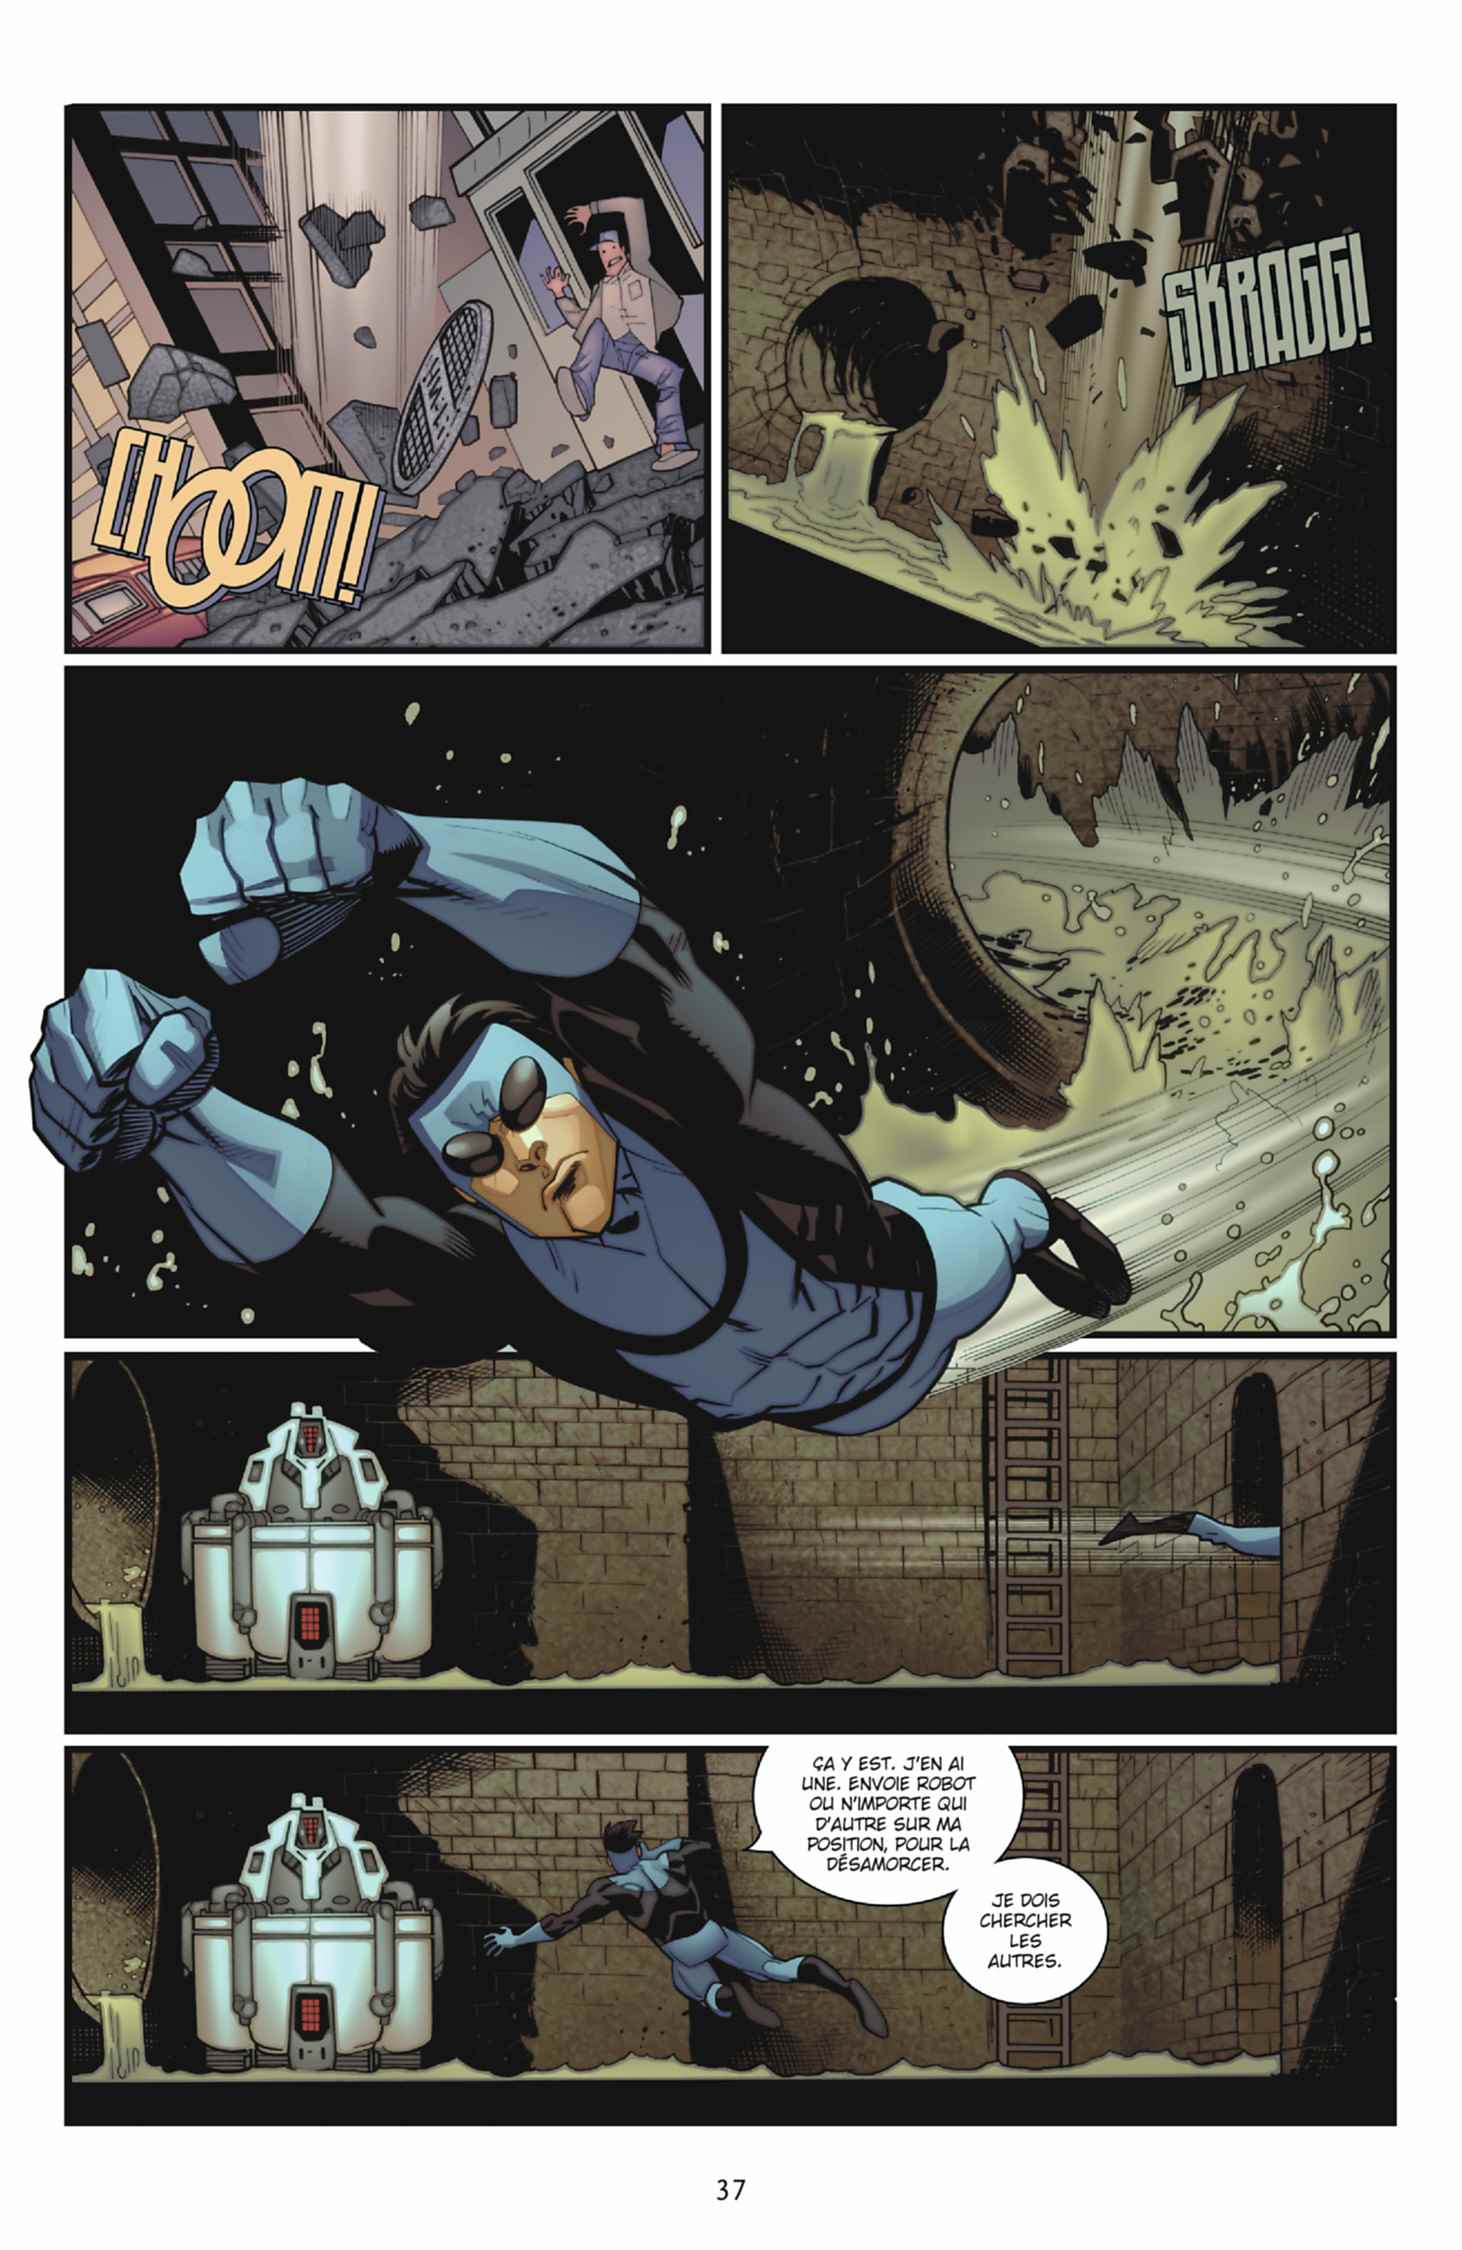 CHOOM!
SKRAGG!
ÇA Y EST. J'EN AI
UNE. ENVOIE ROBOT
OU N'IMPORTE QUI
D'AUTRE SUR MA
POSITION, POUR LA
DÉSAMORCER.
JE DOIS
CHERCHER
LES
AUTRES.
37